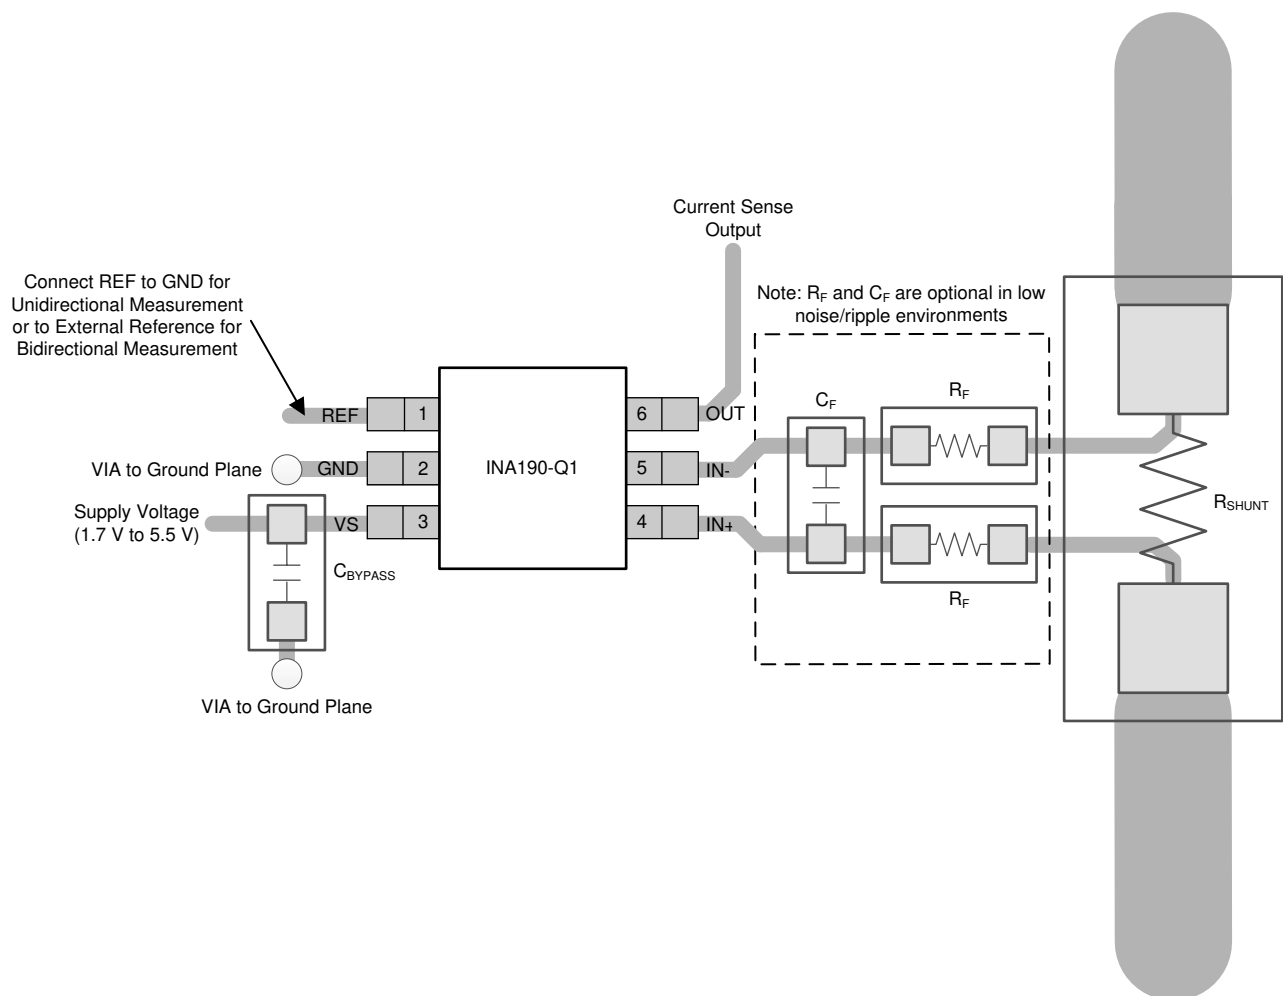 Current Sense
Output
Connect REF to GND for
Unidirectional Measurement
or to External Reference for
Bidirectional Measurement
Note: RF and CF are optional in low
noise/ripple environments
REF
1
6
OUT
CF
RF
VIA to Ground Plane
GND
2
INA190-Q1
5
IN-
Supply Voltage
(1.7 V to 5.5 V)
VS
3
4
IN+
RSHUNT
CBYPASS
RF
VIA to Ground Plane